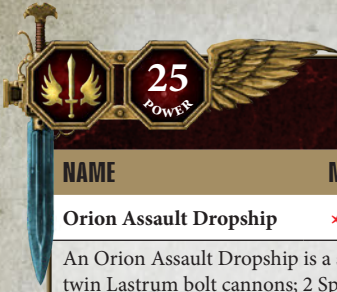 25
POWER
NAME
Orion Assault Dropship
An Orion Assault Dropship is a
twin Lastrum bolt cannons; 2